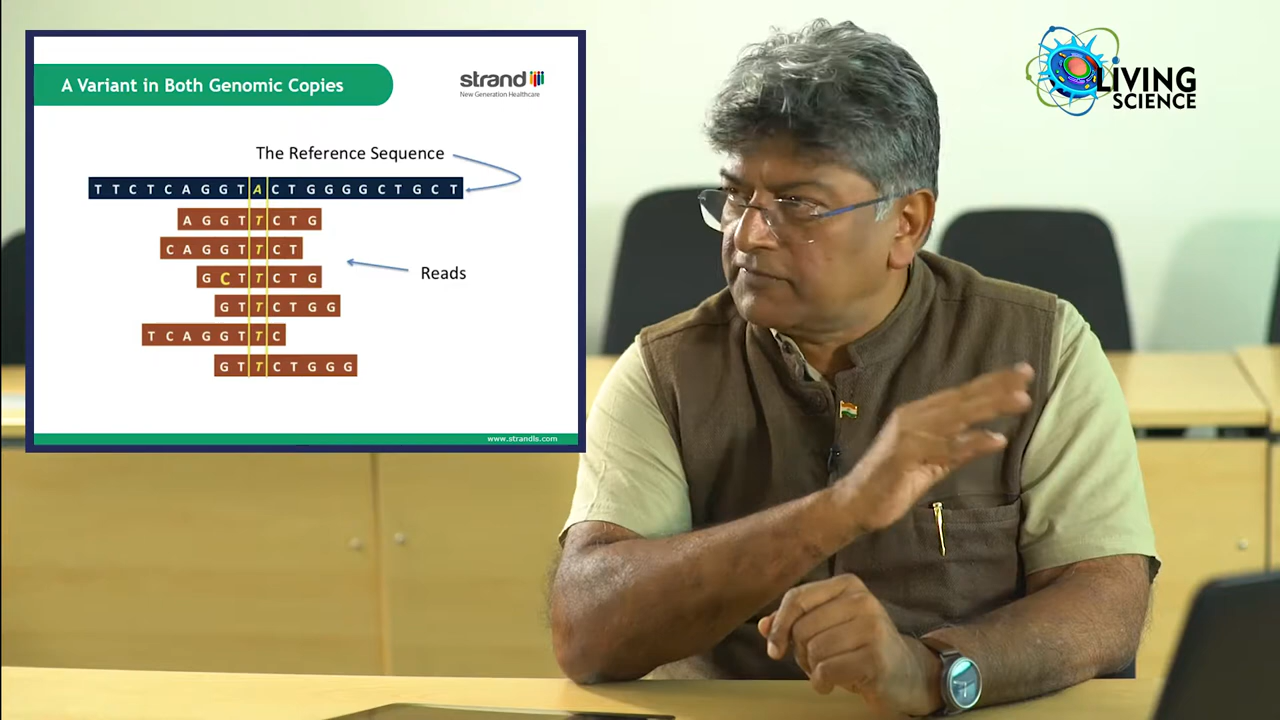 A Variant in Both Genomic Copies
strand
New Generation Healthcare
LIVING
SCIENCE
The Reference Sequence
T T C T C A G G T A C T G G G G C T G C T
A G G T T C T G
C A G G T T C T
G C T T C T G
Reads
G T T C T G G
T C A G G T T C
G T T C T G G G
www.strandls.com